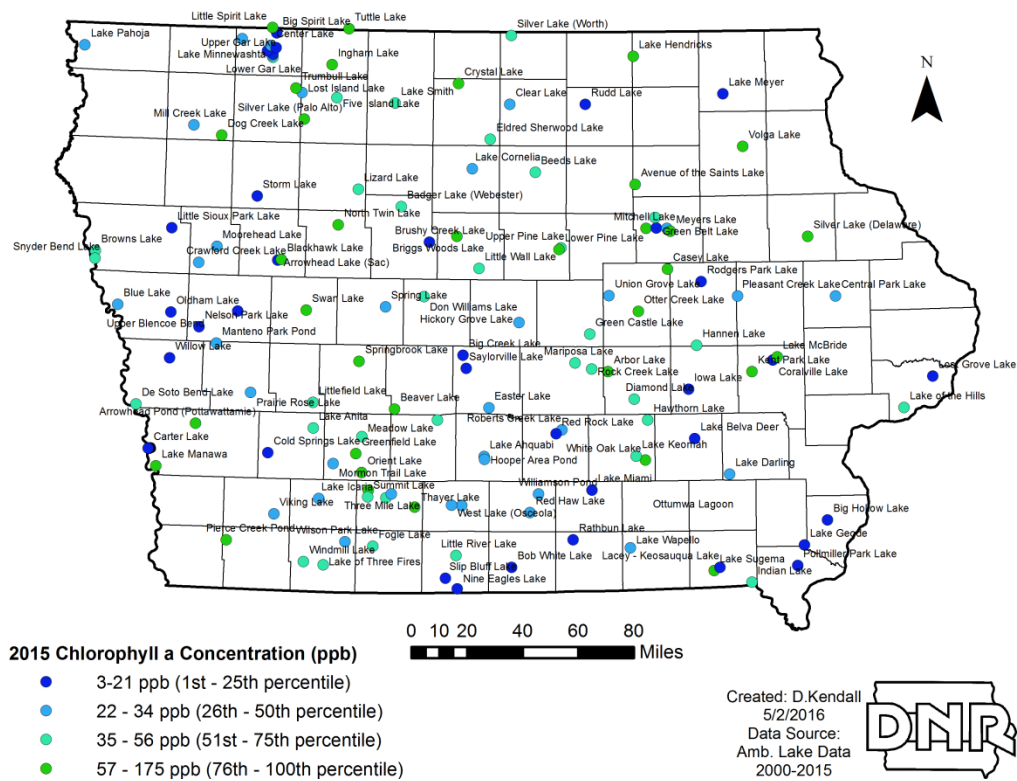 Little Spirit Lake
Big Spirit Lake
Tuttle Lake
Silver Lake (Worth)
Lake Pahoja
Center Lake
Upper Gar Lake
Lake Minnewashta
Ingham Lake
Lake Hendricks
N
Lower Gar Lake
Trumbull Lake
Crystal Lake
Lost Island Lake
Lake Smith
Clear Lake
Rudd Lake
Lake Meyer
Silver Lake (Palo Alto)
Five Island Lake
Mill Creek Lake
Dog Creek Lake
Eldred Sherwood Lake
Volga Lake
Lake Cornelia
Beeds Lake
Avenue of the Saints Lake
Storm Lake
Lizard Lake
Badger Lake (Webester)
Little Sioux Park Lake
North Twin Lake
Mitchell Lake
Meyers Lake
Silver Lake (Delaware)
Browns Lake
Moorehead Lake
Brushy Creek Lake
Upper Pine Lake
Lower Pine Lake
Green Belt Lake
Snyder Bend Lake
Crawford Creek Lake
Blackhawk Lake
Briggs Woods Lake
Arrowhead Lake (Sac)
Little Wall Lake
Casey Lake
Rodgers Park Lake
Blue Lake
Oldham Lake
Swan Lake
Spring Lake
Union Grove Lake
Pleasant Creek Lake
Central Park Lake
Nelson Park Lake
Don Williams Lake
Otter Creek Lake
Upper Blencoe Bend
Hickory Grove Lake
Manteno Park Pond
Green Castle Lake
Hannen Lake
Willow Lake
Big Creek Lake
Lake McBride
Springbrook Lake
Saylorville Lake
Mariposa Lake
Arbor Lake
Kent Park Lake
Lost Grove Lake
Rock Creek Lake
Coralville Lake
De Soto Bend Lake
Littlefield Lake
Diamond Lake
Iowa Lake
Prairie Rose Lake
Beaver Lake
Easter Lake
Lake of the Hills
Arrowhead Pond (Pottawattamie)
Lake Anita
Roberts Creek Lake
Red Rock Lake
Hawthorn Lake
Carter Lake
Meadow Lake
Lake Belva Deer
Cold Springs Lake
Greenfield Lake
Lake Ahquabi
White Oak Lake
Lake Keomah
Lake Manawa
Orient Lake
Hooper Area Pond
Lake Darling
Mormon Trail Lake
Williamson Pond
Lake Miami
Lake Icaria
Summit Lake
Viking Lake
Three Mile Lake
Thayer Lake
Red Haw Lake
Ottumwa Lagoon
West Lake (Osceola)
Big Hollow Lake
Pierce Creek Pond
Wilson Park Lake
Fogle Lake
Rathbun Lake
Lake Wapello
Lake Geode
Windmill Lake
Little River Lake
Bob White Lake
Lacey - Keosauqua Lake
Lake Sugema
Pollmiller Park Lake
Lake of Three Fires
Slip Bluff Lake
Nine Eagles Lake
Indian Lake
0 10 20 40 60 80
Miles
2015 Chlorophyll a Concentration (ppb)
3-21 ppb (1st - 25th percentile)
22 - 34 ppb (26th - 50th percentile)
35 - 56 ppb (51st - 75th percentile)
57 - 175 ppb (76th - 100th percentile)
Created: D.Kendall
5/2/2016
Data Source:
Amb. Lake Data
2000-2015
DNR